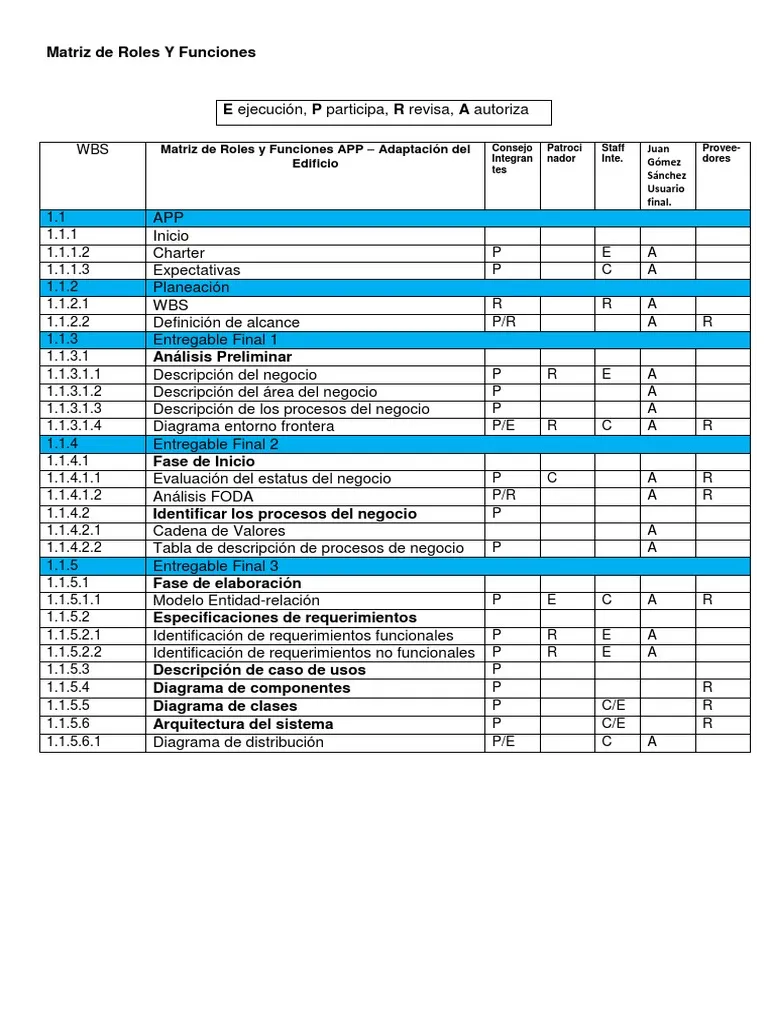 Matriz de Roles Y Funciones
E ejecución, P participa, R revisa, A autoriza
WBS Matriz de Roles y Funciones APP – Adaptación del Edificio Consejo Integran tes Patroci nador Staff Inte. Juan Gómez Sánchez Usuario final. Provee- dores
1.1 APP
1.1.1 Inicio
1.1.1.2 Charter P E A
1.1.1.3 Expectativas P C A
1.1.2 Planeación
1.1.2.1 WBS R R A
1.1.2.2 Definición de alcance P/R A R
1.1.3 Entregable Final 1
1.1.3.1 Análisis Preliminar
1.1.3.1.1 Descripción del negocio P R E A
1.1.3.1.2 Descripción del área del negocio P A
1.1.3.1.3 Descripción de los procesos del negocio P A
1.1.3.1.4 Diagrama entorno frontera P/E R C A R
1.1.4 Entregable Final 2
1.1.4.1 Fase de Inicio
1.1.4.1.1 Evaluación del estatus del negocio P C A R
1.1.4.1.2 Análisis FODA P/R A R
1.1.4.2 Identificar los procesos del negocio P
1.1.4.2.1 Cadena de Valores A
1.1.4.2.2 Tabla de descripción de procesos de negocio P A
1.1.5 Entregable Final 3
1.1.5.1 Fase de elaboración
1.1.5.1.1 Modelo Entidad-relación P E C A R
1.1.5.2 Especificaciones de requerimientos
1.1.5.2.1 Identificación de requerimientos funcionales P R E A
1.1.5.2.2 Identificación de requerimientos no funcionales P R E A
1.1.5.3 Descripción de caso de usos P
1.1.5.4 Diagrama de componentes P R
1.1.5.5 Diagrama de clases P C/E R
1.1.5.6 Arquitectura del sistema P C/E R
1.1.5.6.1 Diagrama de distribución P/E C A